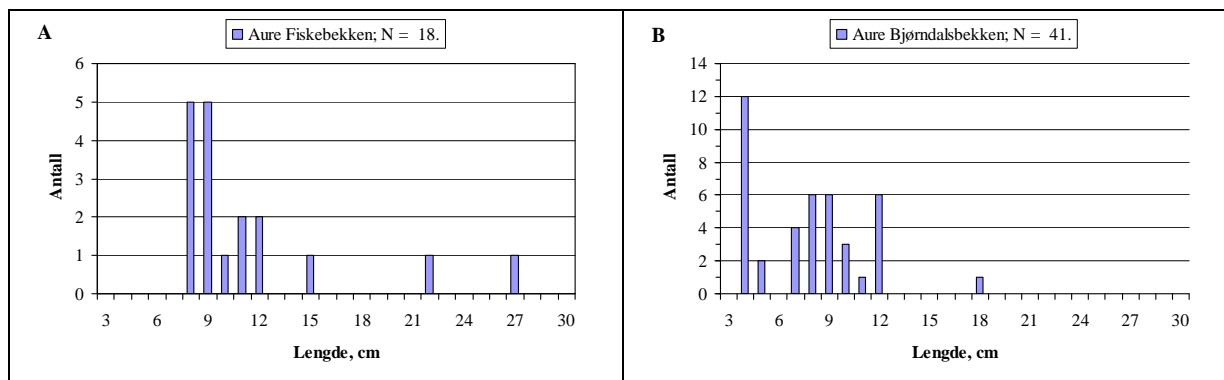 A
Aure Fiskebekken; N = 18.
6
5
4
3
2
1
0
Antall
3 6 9 12 15 18 21 24 27 30
Lengde, cm
B
Aure Bjørndalsbekken; N = 41.
14
12
10
8
6
4
2
0
Antall
3 6 9 12 15 18 21 24 27 30
Lengde, cm